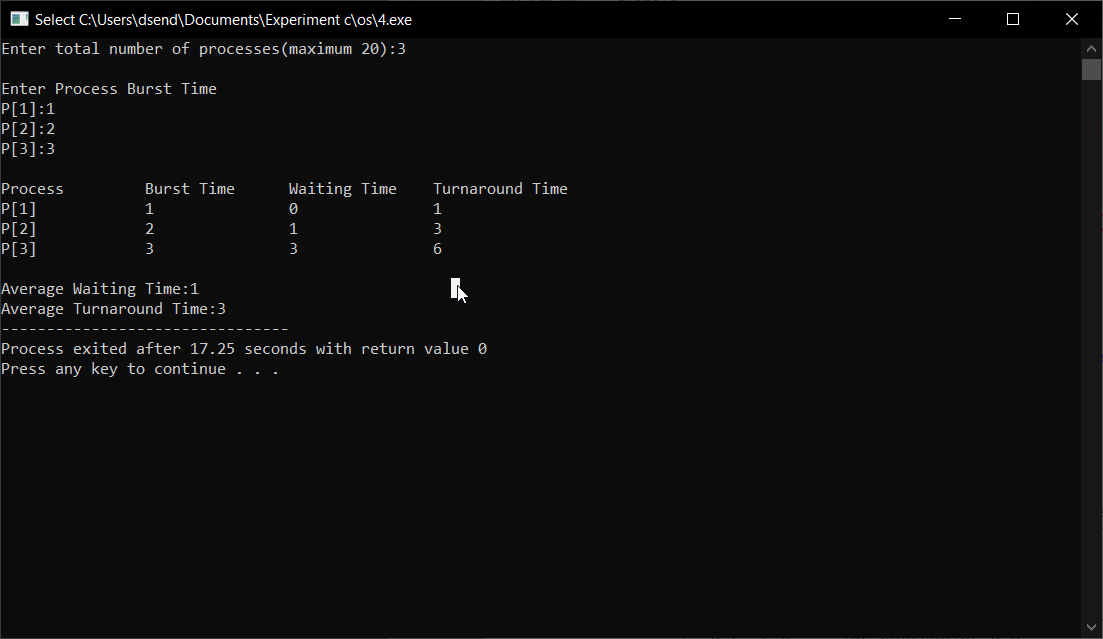 Select C:\Users\dsend\Documents\Experiment c\os\4.exe
Enter total number of processes(maximum 20):3
Enter Process Burst Time
P[1]:1
P[2]:2
P[3]:3
Process Burst Time Waiting Time Turnaround Time
P[1] 1 0 1
P[2] 2 1 3
P[3] 3 3 6
Average Waiting Time:1
Average Turnaround Time:3
--------------------------------
Process exited after 17.25 seconds with return value 0
Press any key to continue . . .